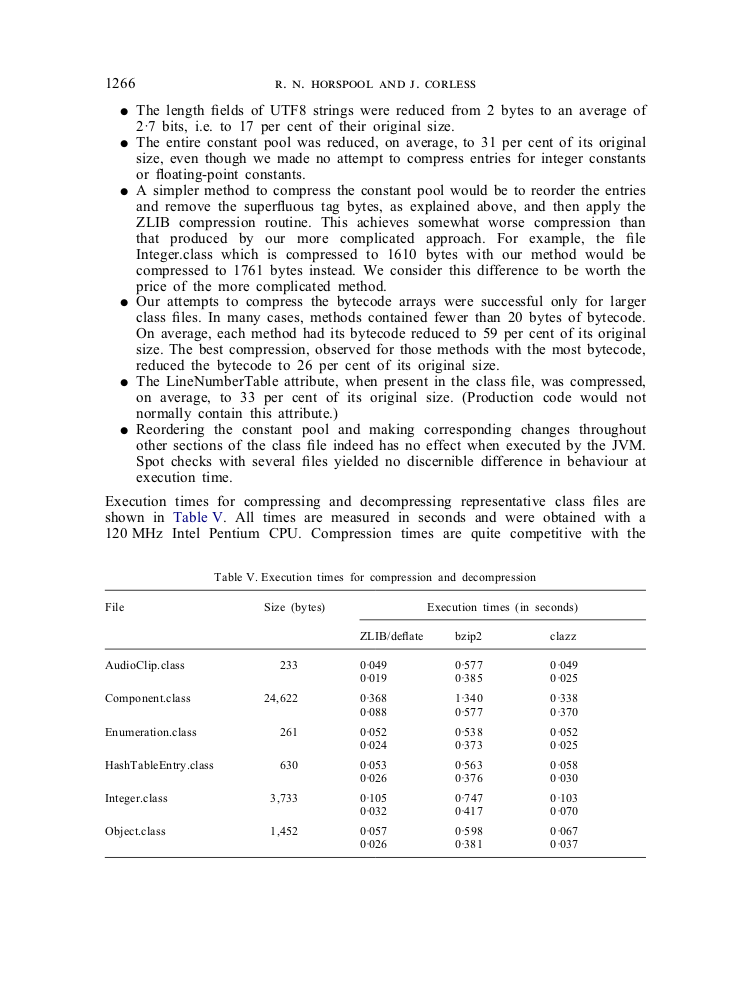 1266 R. N. HORSPOOL AND J. CORLESS
● The length fields of UTF8 strings were reduced from 2 bytes to an average of
2·7 bits, i.e. to 17 per cent of their original size.
● The entire constant pool was reduced, on average, to 31 per cent of its original
size, even though we made no attempt to compress entries for integer constants
or floating-point constants.
● A simpler method to compress the constant pool would be to reorder the entries
and remove the superfluous tag bytes, as explained above, and then apply the
ZLIB compression routine. This achieves somewhat worse compression than
that produced by our more complicated approach. For example, the file
Integer.class which is compressed to 1610 bytes with our method would be
compressed to 1761 bytes instead. We consider this difference to be worth the
price of the more complicated method.
● Our attempts to compress the bytecode arrays were successful only for larger
class files. In many cases, methods contained fewer than 20 bytes of bytecode.
On average, each method had its bytecode reduced to 59 per cent of its original
size. The best compression, observed for those methods with the most bytecode,
reduced the bytecode to 26 per cent of its original size.
● The LineNumberTable attribute, when present in the class file, was compressed,
on average, to 33 per cent of its original size. (Production code would not
normally contain this attribute.)
● Reordering the constant pool and making corresponding changes throughout
other sections of the class file indeed has no effect when executed by the JVM.
Spot checks with several files yielded no discernible difference in behaviour at
execution time.
Execution times for compressing and decompressing representative class files are
shown in Table V. All times are measured in seconds and were obtained with a
120 MHz Intel Pentium CPU. Compression times are quite competitive with the
Table V. Execution times for compression and decompression
File Size (bytes) Execution times (in seconds)
ZLIB/deflate bzip2 clazz
AudioClip.class 233 0·049 0·577 0·049
0·019 0·385 0·025
Component.class 24,622 0·368 1·340 0·338
0·088 0·577 0·370
Enumeration.class 261 0·052 0·538 0·052
0·024 0·373 0·025
HashTableEntry.class 630 0·053 0·563 0·058
0·026 0·376 0·030
Integer.class 3,733 0·105 0·747 0·103
0·032 0·417 0·070
Object.class 1,452 0·057 0·598 0·067
0·026 0·381 0·037